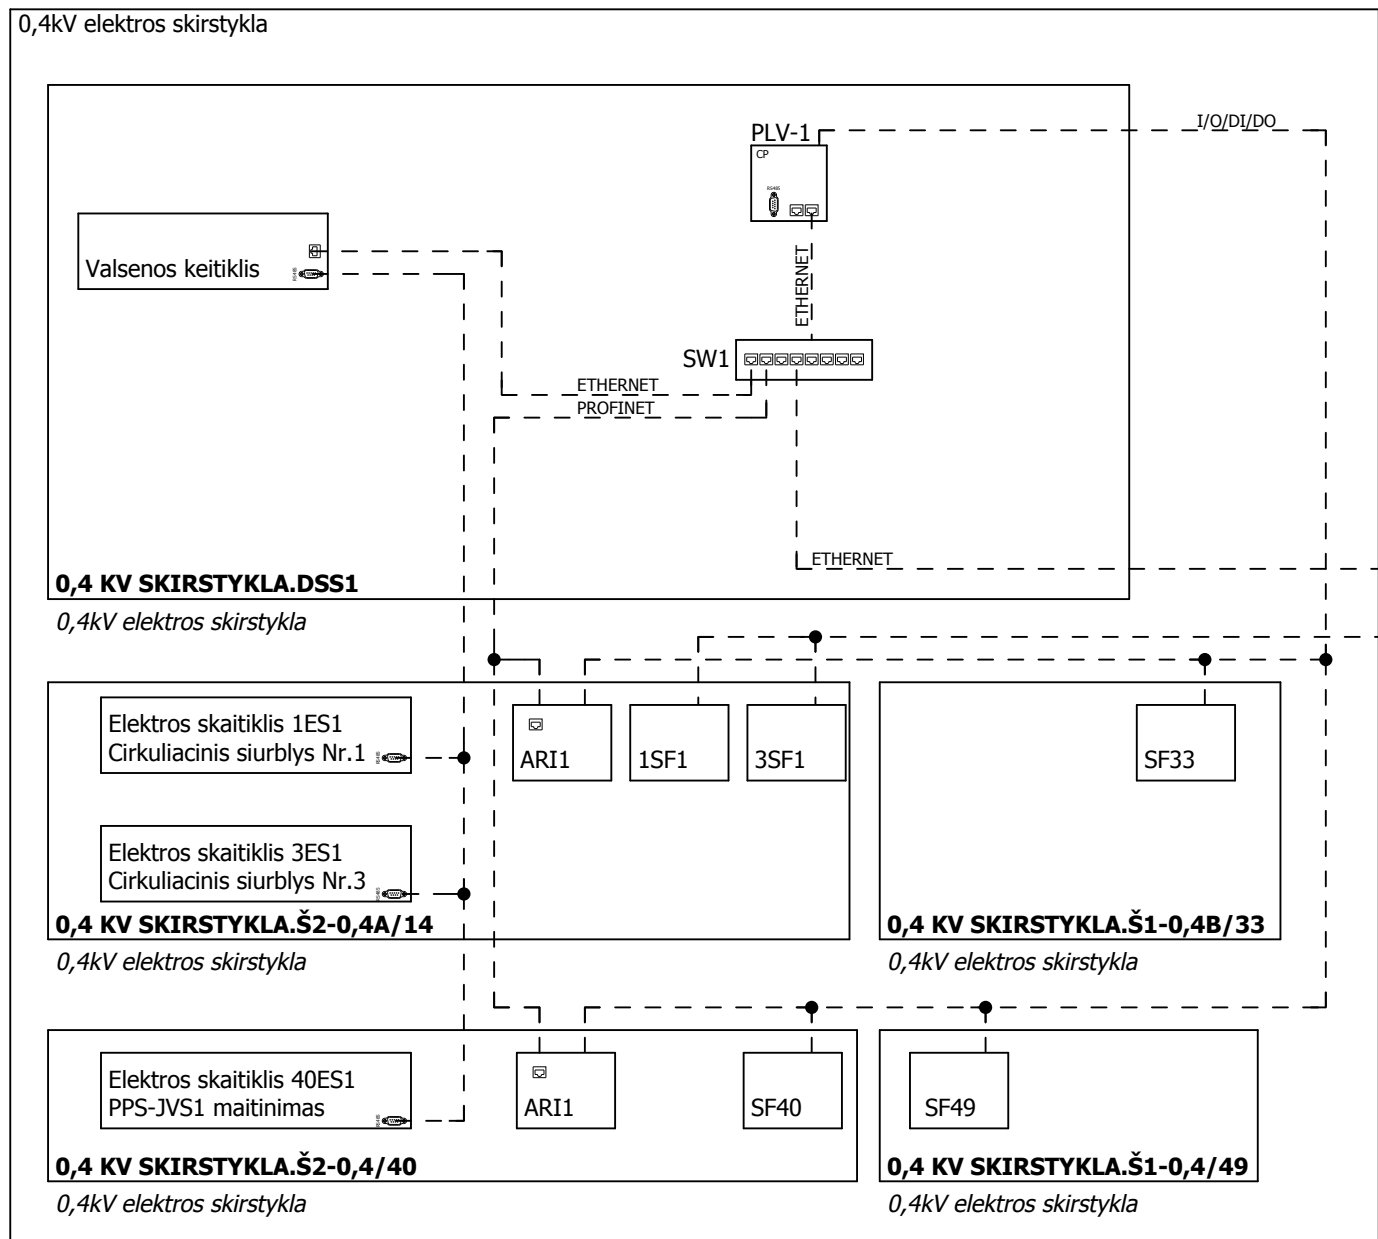 0,4kV elektros skirstykla
I/O/DI/DO
PLV-1
CP
RS485
Valsenos keitiklis
RS485
ETHERNET
SW1
ETHERNET
PROFINET
ETHERNET
0,4 KV SKIRSTYKLA.DSS1
0,4kV elektros skirstykla
Elektros skaitiklis 1ES1
Cirkuliacinis siurblys Nr.1
RS485
ARI1
1SF1
3SF1
SF33
Elektros skaitiklis 3ES1
Cirkuliacinis siurblys Nr.3
RS485
0,4 KV SKIRSTYKLA.Š2-0,4A/14
0,4kV elektros skirstykla
0,4 KV SKIRSTYKLA.Š1-0,4B/33
0,4kV elektros skirstykla
Elektros skaitiklis 40ES1
PPS-JVS1 maitinimas
RS485
ARI1
SF40
SF49
0,4 KV SKIRSTYKLA.Š2-0,4/40
0,4kV elektros skirstykla
0,4 KV SKIRSTYKLA.Š1-0,4/49
0,4kV elektros skirstykla